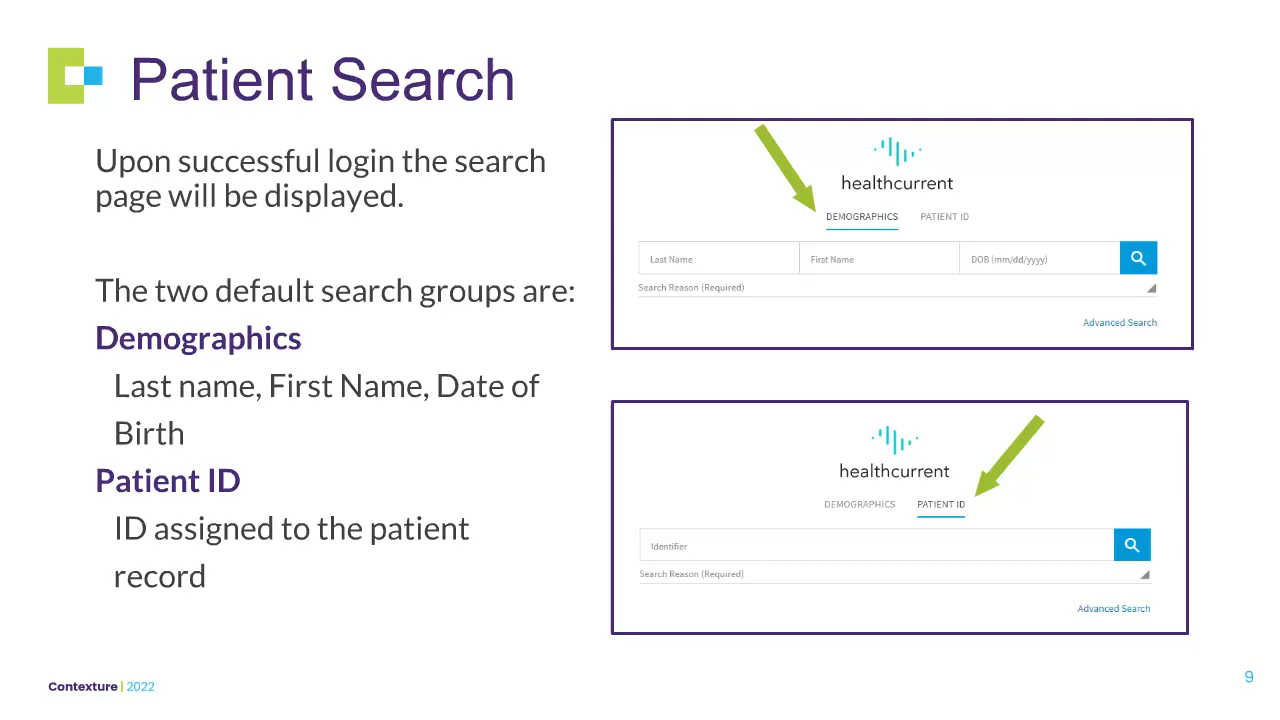 Patient Search
Upon successful login the search
page will be displayed.
The two default search groups are:
Demographics
Last name, First Name, Date of
Birth
Patient ID
ID assigned to the patient
record
healthcurrent
DEMOGRAPHICS PATIENT ID
Last Name First Name DOB (mm/dd/yyyy)
Search Reason (Required)
Advanced Search
healthcurrent
DEMOGRAPHICS PATIENT ID
Identifier
Search Reason (Required)
Advanced Search
Contexture | 2022
9